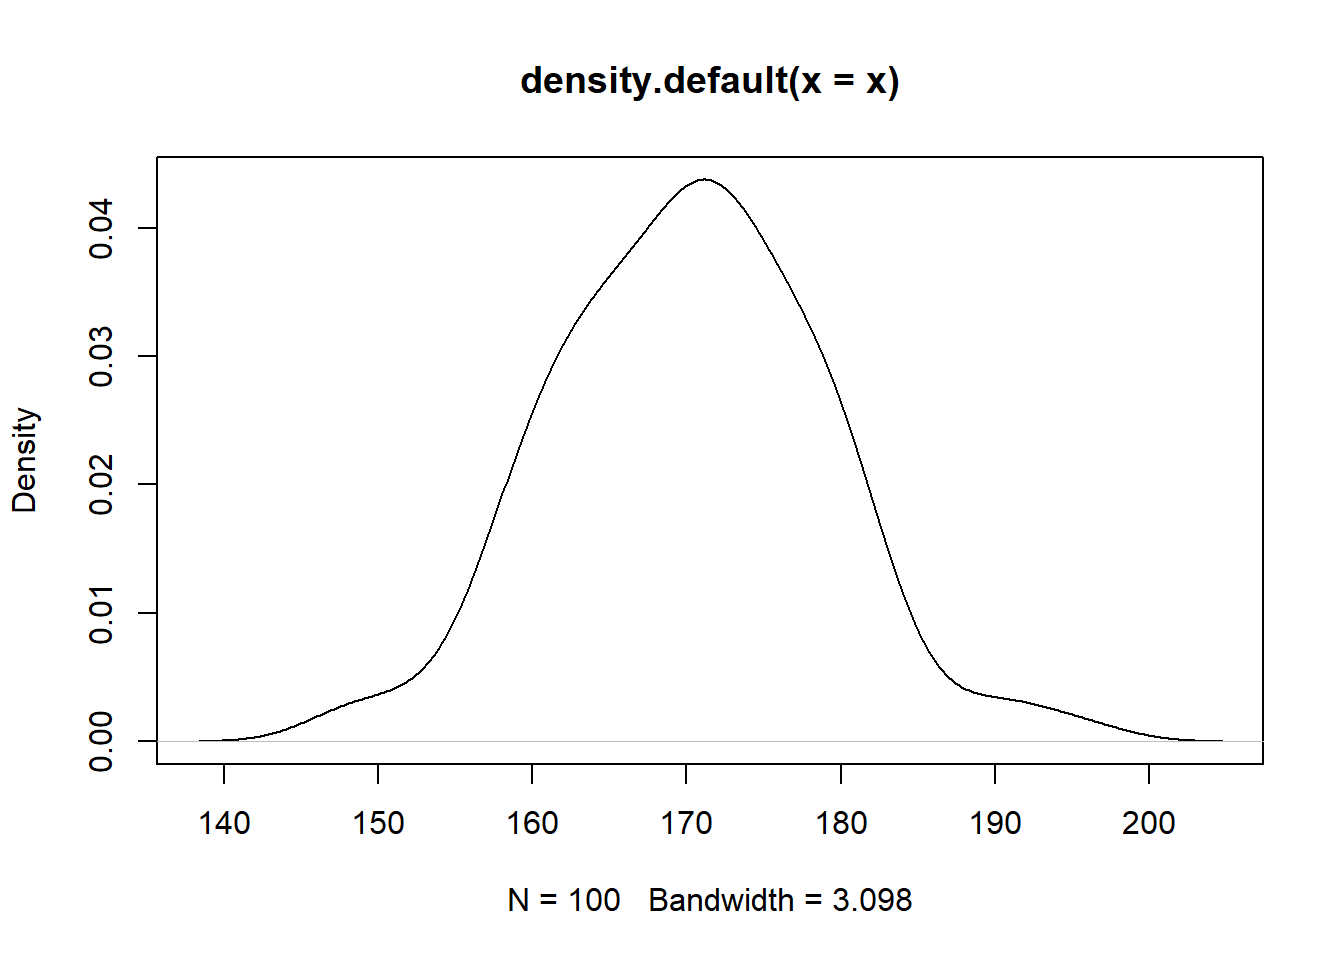 density.default(x = x)
Density
0.04
0.03
0.02
0.01
0.00
140 150 160 170 180 190 200
N = 100   Bandwidth = 3.098